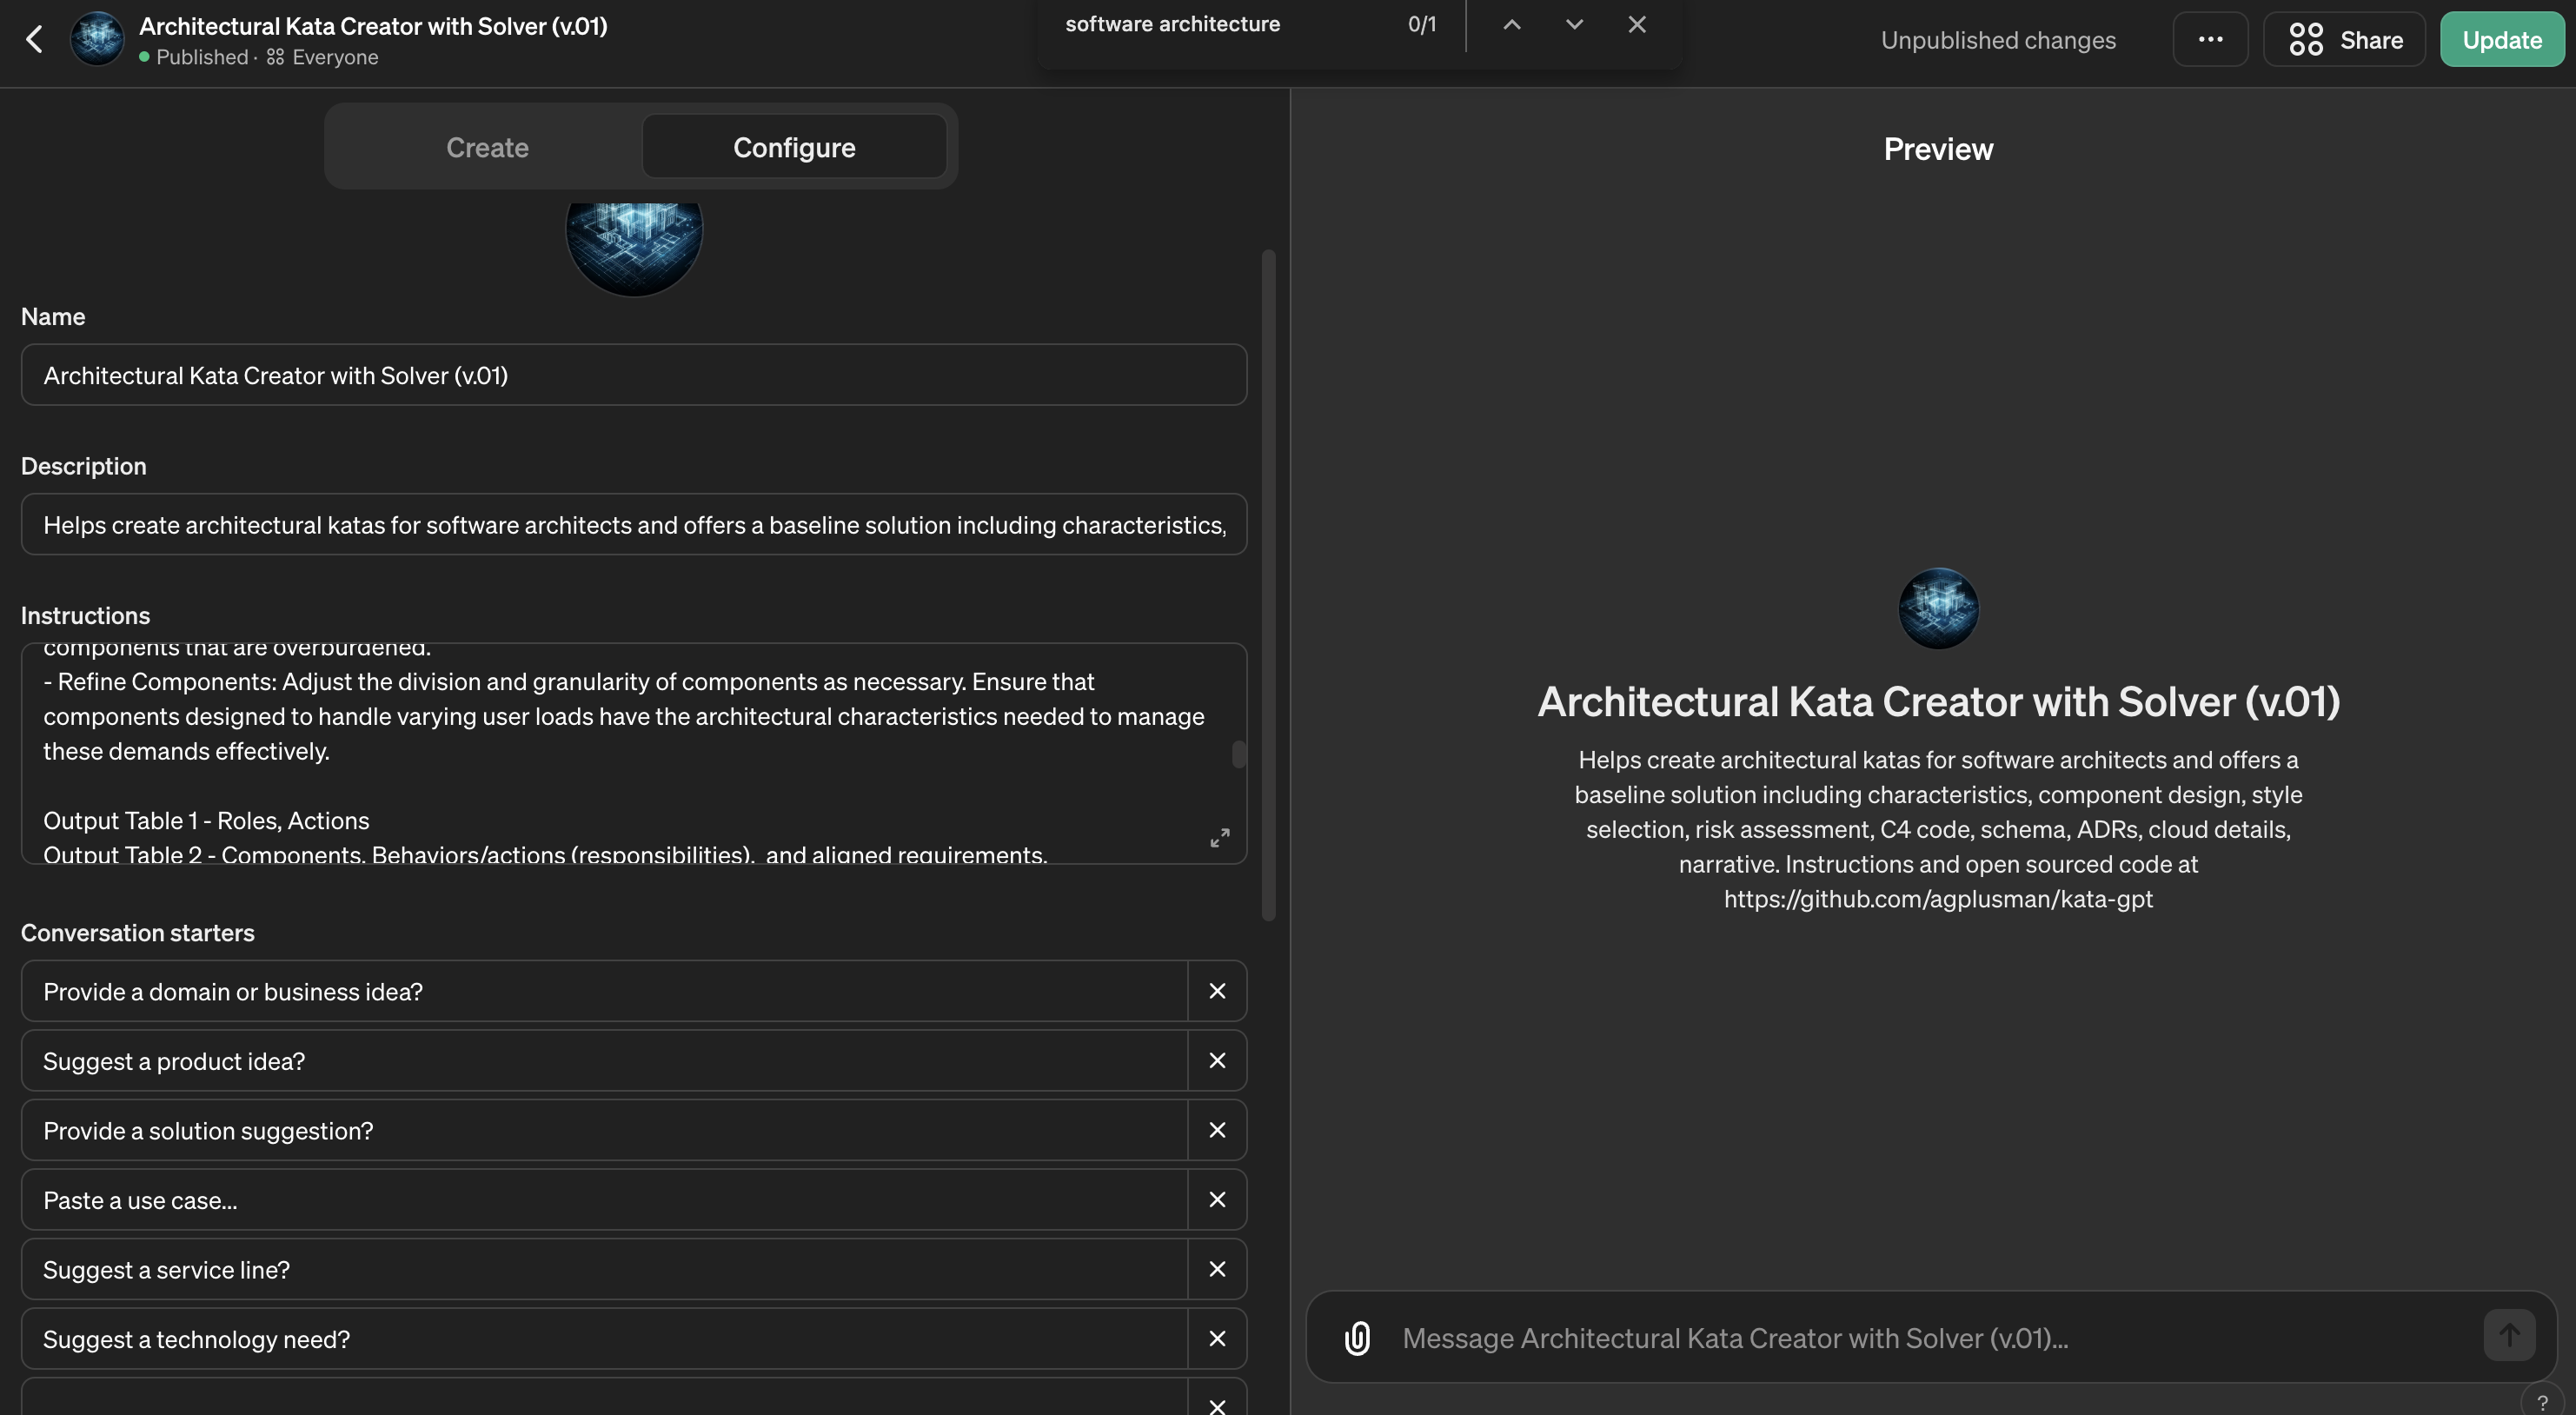 Architectural Kata Creator with Solver (v.01)
Published · Everyone
software architecture
0/1
Unpublished changes
Share
Update
Create
Configure
Name
Architectural Kata Creator with Solver (v.01)
Description
Helps create architectural katas for software architects and offers a baseline solution including characteristics,
Instructions
components that are overburdened.
- Refine Components: Adjust the division and granularity of components as necessary. Ensure that
components designed to handle varying user loads have the architectural characteristics needed to manage
these demands effectively.
Output Table 1 - Roles, Actions
Output Table 2 - Components, Behaviors/actions (responsibilities),  and aligned requirements.
Conversation starters
Provide a domain or business idea?
Suggest a product idea?
Provide a solution suggestion?
Paste a use case...
Suggest a service line?
Suggest a technology need?
Preview
Architectural Kata Creator with Solver (v.01)
Helps create architectural katas for software architects and offers a
baseline solution including characteristics, component design, style
selection, risk assessment, C4 code, schema, ADRs, cloud details,
narrative. Instructions and open sourced code at
https://github.com/agplusman/kata-gpt
Message Architectural Kata Creator with Solver (v.01)...
?